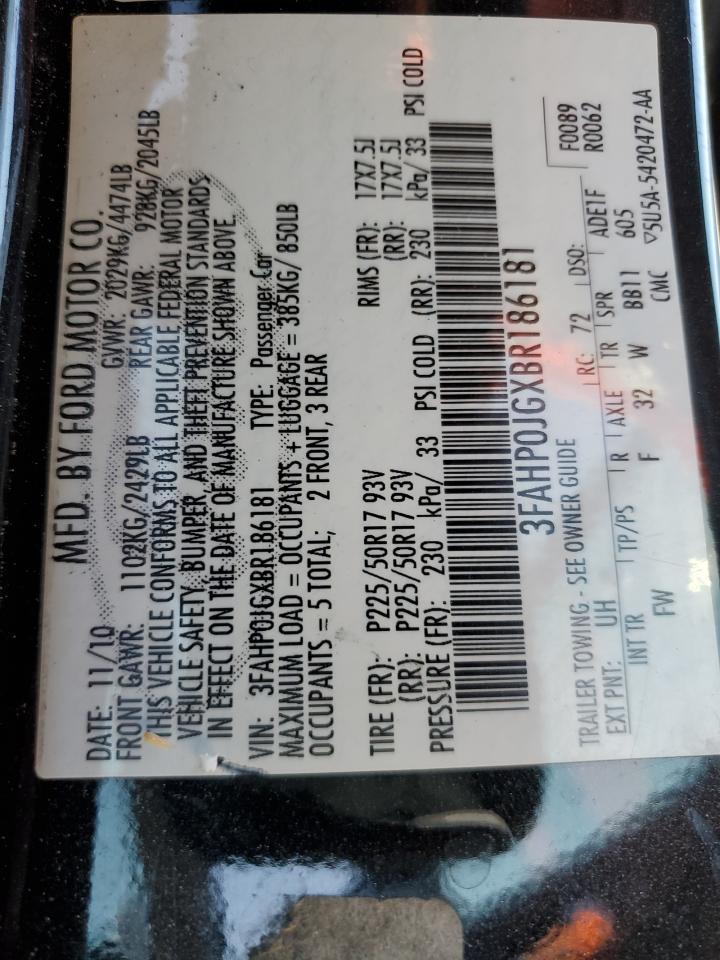 MFD. BY FORD MOTOR CO.
DATE: 11/10 GVWR: 2029KG/4474LB
FRONT GAWR: 1102KG/2429LB REAR GAWR: 928KG/2045LB
THIS VEHICLE CONFORMS TO ALL APPLICABLE FEDERAL MOTOR
VEHICLE SAFETY, BUMPER, AND THEFT PREVENTION STANDARDS
IN EFFECT ON THE DATE OF MANUFACTURE SHOWN ABOVE.
VIN: 3FAHP0JGXBR186181 TYPE: Passenger Car
MAXIMUM LOAD = OCCUPANTS + LUGGAGE = 385KG/ 850LB
OCCUPANTS = 5 TOTAL; 2 FRONT, 3 REAR
TIRE (FR): P225/50R17 93V RIMS (FR): 17X7.5J
(RR): P225/50R17 93V (RR): 17X7.5J
PRESSURE (FR): 230 kPa/ 33 PSI COLD (RR): 230 kPa/ 33 PSI COLD
3FAHP0JGXBR186181
TRAILER TOWING - SEE OWNER GUIDE F0089
EXT PNT: UH RC: 72 DSO: R0062
INT TR TP/PS R AXLE TR SPR ADE1F
FW F 32 W BB11 605
CMC ▽5U5A-5420472-AA